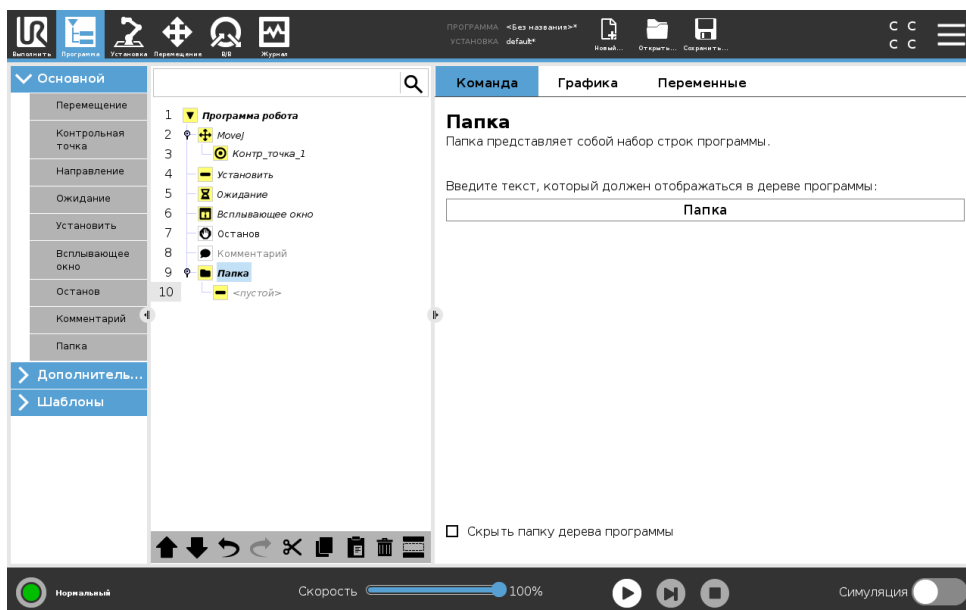 UR
ПРОГРАММА <Без названия>*
УСТАНОВКА default*
Выполнить Программа Установка Перемещение В/В Журнал
Новый... Открыть... Сохранить...
C C
C C
Основной
Перемещение
Контрольная
точка
Направление
Ожидание
Установить
Всплывающее
окно
Останов
Комментарий
Папка
Дополнитель...
Шаблоны
1 Программа робота
2 MoveJ
3 Контр_точка_1
4 Установить
5 Ожидание
6 Всплывающее окно
7 Останов
8 Комментарий
9 Папка
10 <пустой>
Команда Графика Переменные
Папка
Папка представляет собой набор строк программы.
Введите текст, который должен отображаться в дереве программы:
Папка
Скрыть папку дерева программы
Нормальный
Скорость 100%
Симуляция